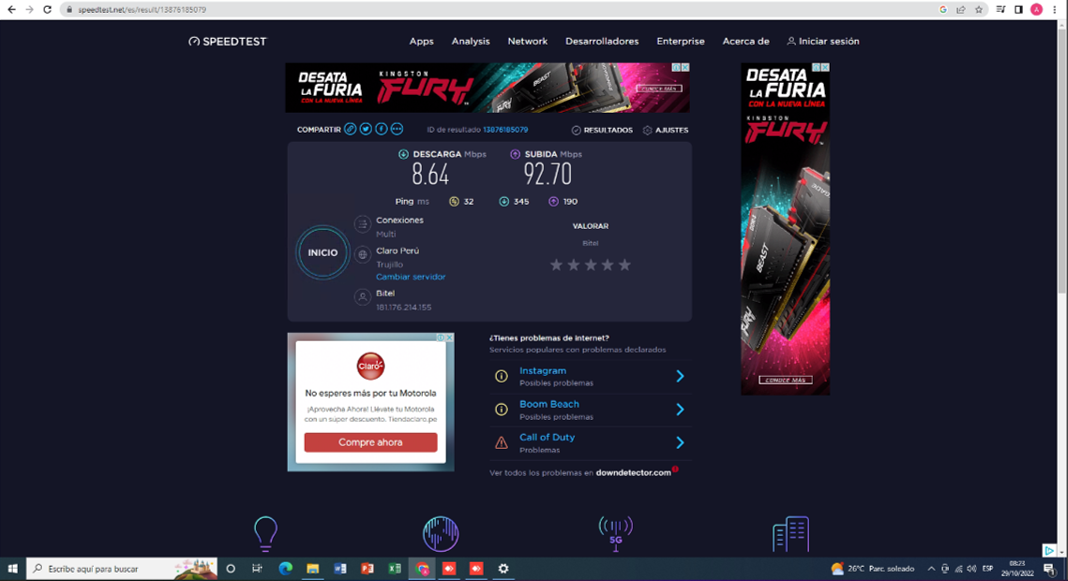 speedtest.net/es/result/13876185079
SPEEDTEST
Apps Analysis Network Desarrolladores Enterprise Acerca de Iniciar sesión
DESATA
LA FURIA
CON LA NUEVA LÍNEA
KINGSTON
FURY
BEAST
FURY
CONOCE MÁS
COMPARTIR ID de resultado 13876185079 RESULTADOS AJUSTES
DESCARGA Mbps SUBIDA Mbps
8.64 92.70
Ping ms 32 345 190
Conexiones
Multi
INICIO
Claro Perú
Trujillo
Cambiar servidor
Bitel
181.176.214.155
VALORAR
Bitel
DESATA
LA FURIA
CON LA NUEVA LÍNEA
KINGSTON
FURY
BEAST
FURY
CONOCE MÁS
Claro
No esperes más por tu Motorola
¡Aprovecha Ahora! Llévate tu Motorola
con un súper descuento. Tiendaclaro.pe
Compre ahora
¿Tienes problemas de Internet?
Servicios populares con problemas declarados
Instagram
Posibles problemas
Boom Beach
Posibles problemas
Call of Duty
Problemas
Ver todos los problemas en downdetector.com
5G
Escribe aquí para buscar
26°C Parc. soleado
ESP
08:23
29/10/2022